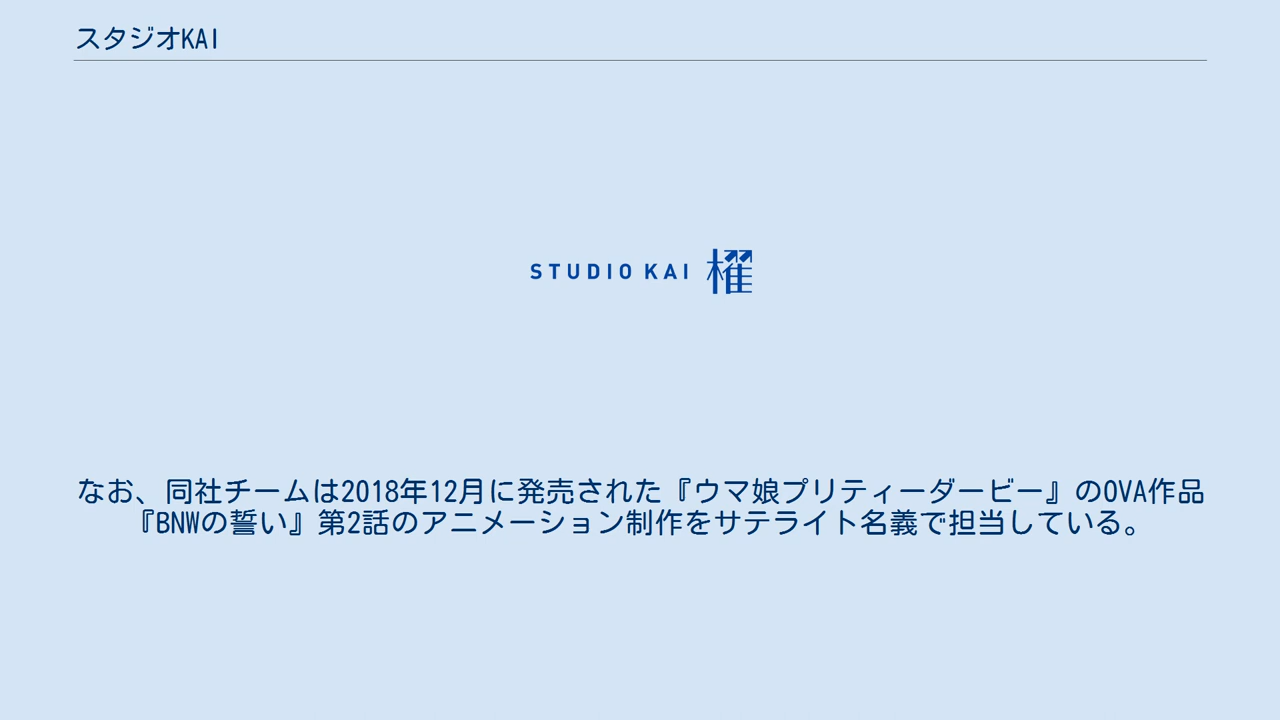 スタジオKAI
STUDIO KAI 櫂
なお、同社チームは2018年12月に発売された『ウマ娘プリティーダービー』のOVA作品
『BNWの誓い』第2話のアニメーション制作をサテライト名義で担当している。